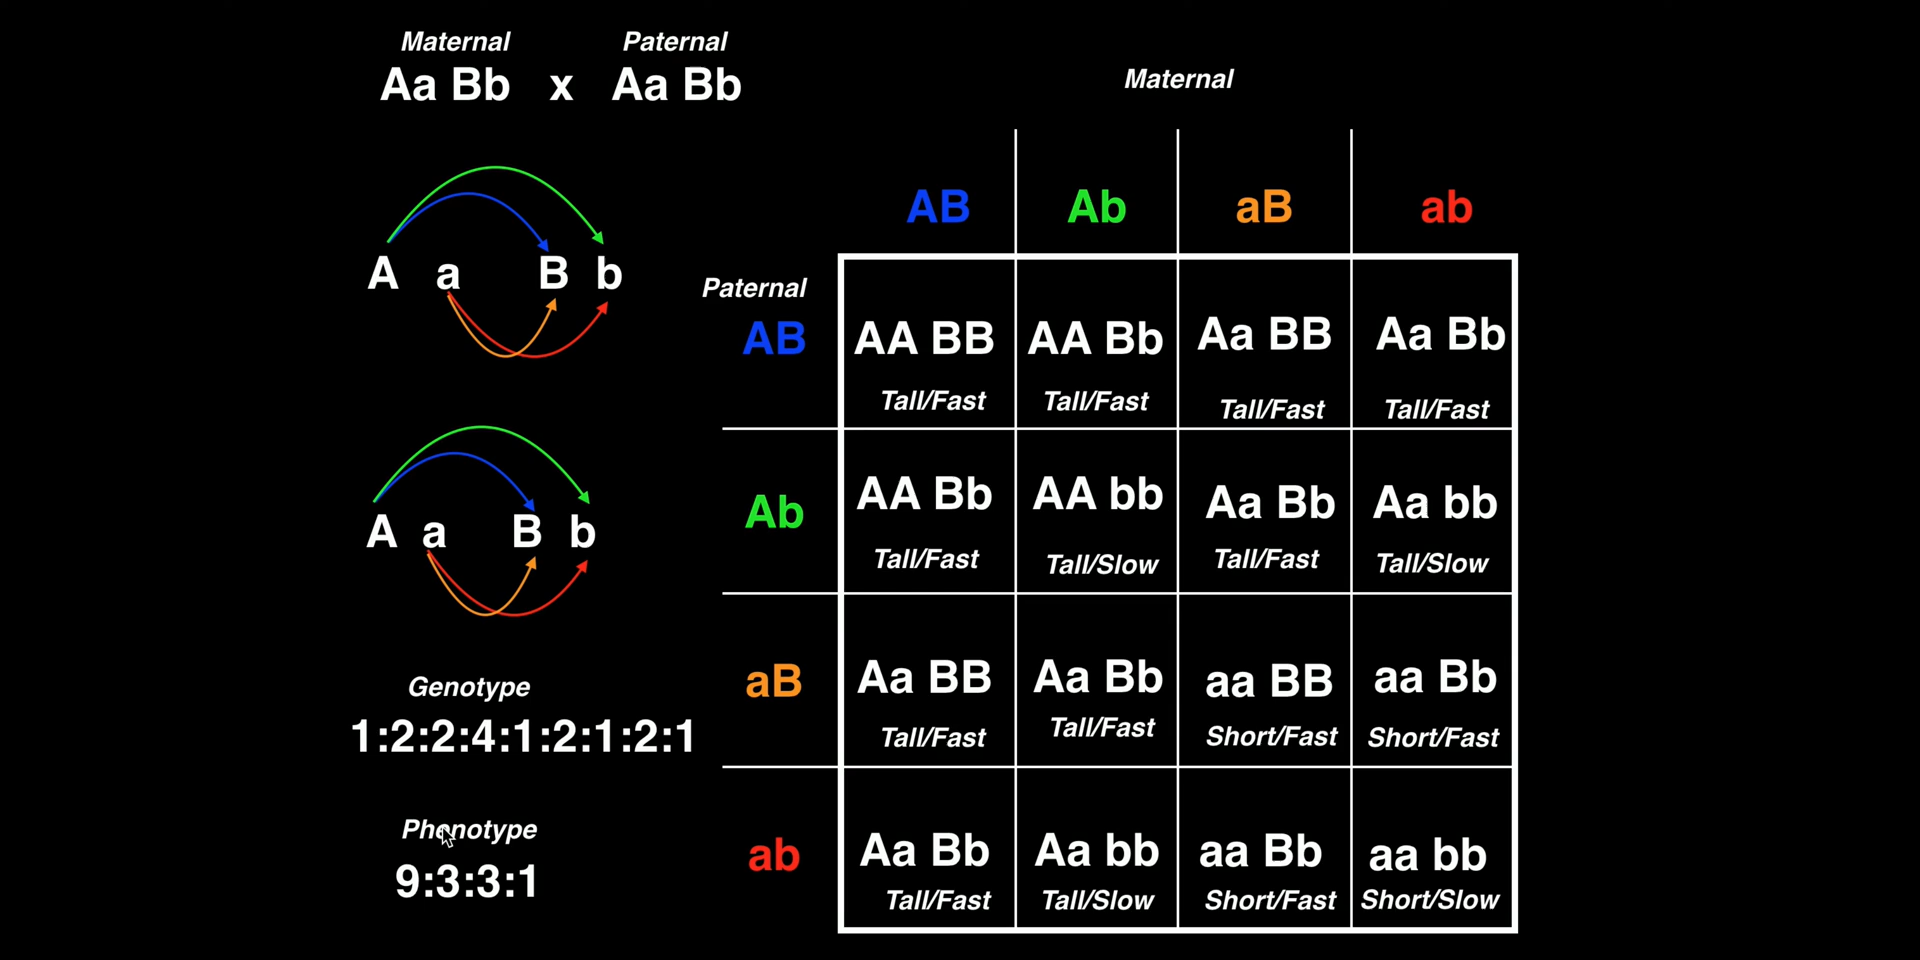 Maternal Paternal
Aa Bb x Aa Bb
A a B b
A a B b
Genotype
1:2:2:4:1:2:1:2:1
Phenotype
9:3:3:1
Maternal
AB Ab aB ab
Paternal
AB AA BB AA Bb Aa BB Aa Bb
Tall/Fast Tall/Fast Tall/Fast Tall/Fast
Ab AA Bb AA bb Aa Bb Aa bb
Tall/Fast Tall/Slow Tall/Fast Tall/Slow
aB Aa BB Aa Bb aa BB aa Bb
Tall/Fast Tall/Fast Short/Fast Short/Fast
ab Aa Bb Aa bb aa Bb aa bb
Tall/Fast Tall/Slow Short/Fast Short/Slow